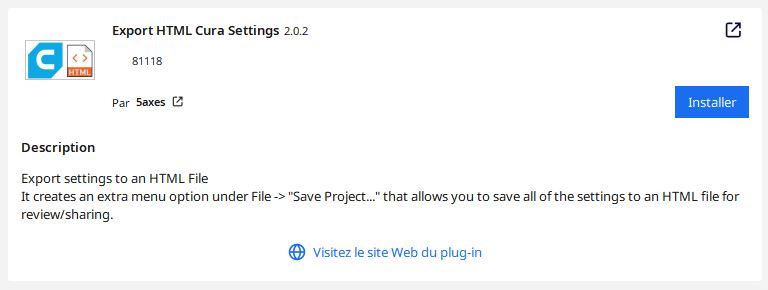 Export HTML Cura Settings 2.0.2
HTML
81118
Par 5axes
Installer
Description
Export settings to an HTML File
It creates an extra menu option under File -> "Save Project..." that allows you to save all of the settings to an HTML file for
review/sharing.
Visitez le site Web du plug-in